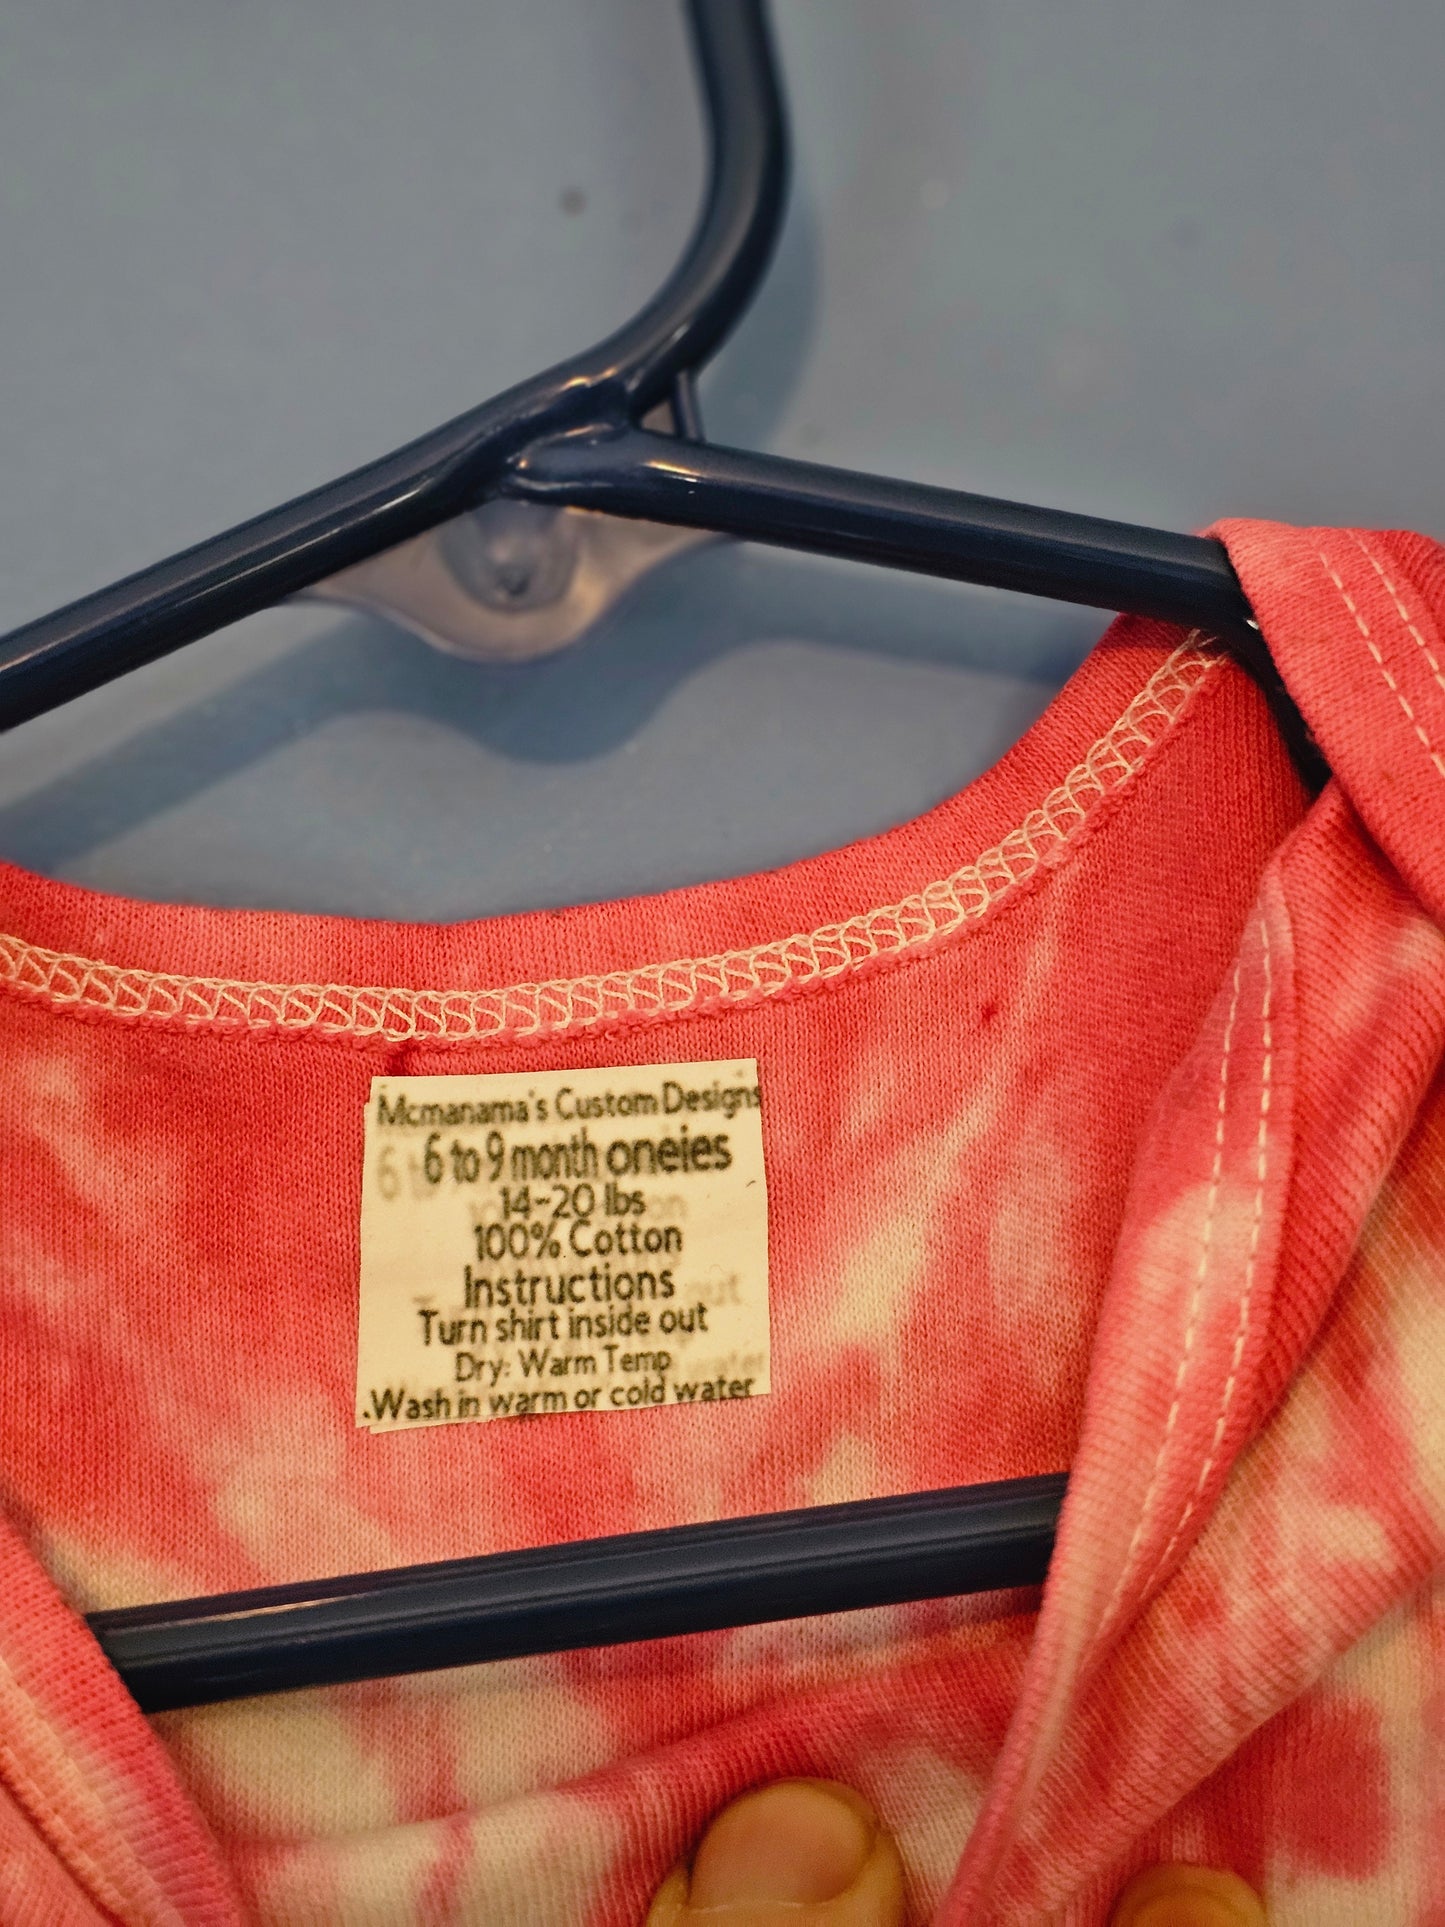 Mcmanama's Custom Designs
6 to 9 month oneies
14-20 lbs
100% Cotton
Instructions
Turn shirt inside out
Dry: Warm Temp
.Wash in warm or cold water